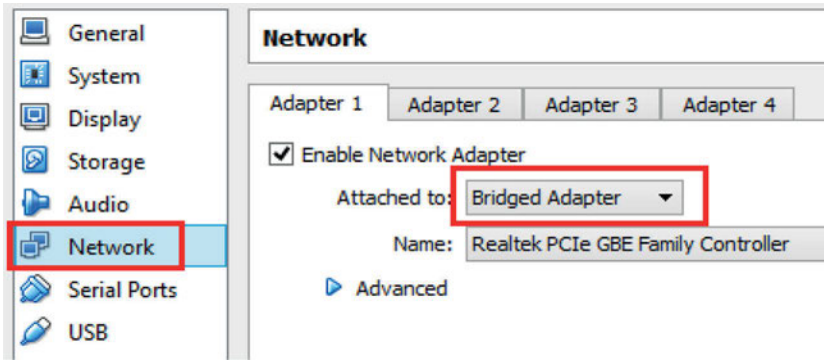 General
System
Display
Storage
Audio
Network
Serial Ports
USB
Network
Adapter 1 Adapter 2 Adapter 3 Adapter 4
Enable Network Adapter
Attached to: Bridged Adapter
Name: Realtek PCIe GBE Family Controller
Advanced